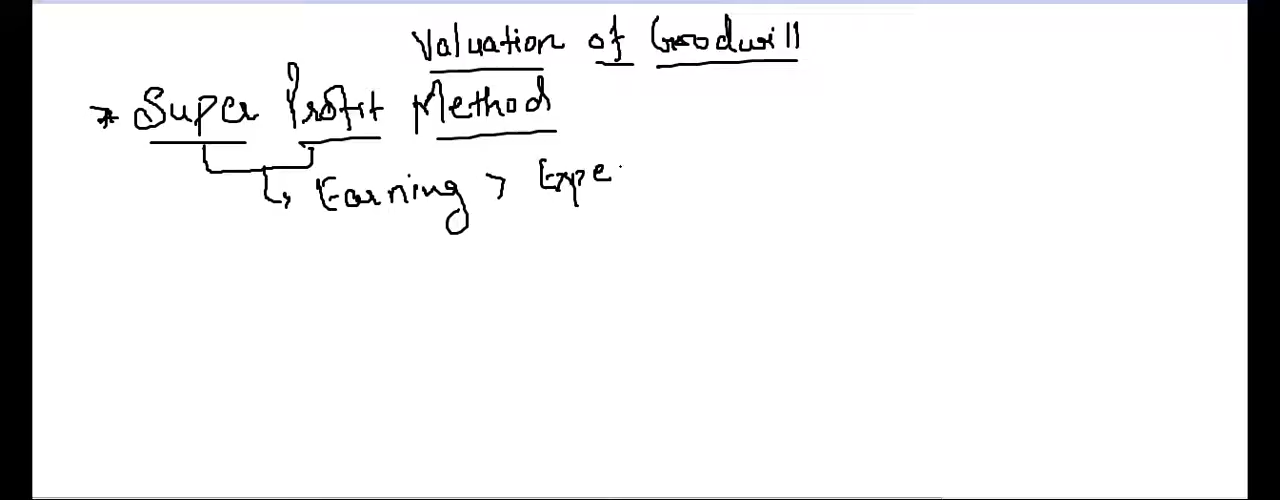 Valuation of Goodwill
* Super Profit Method
↳ Earning > Expe